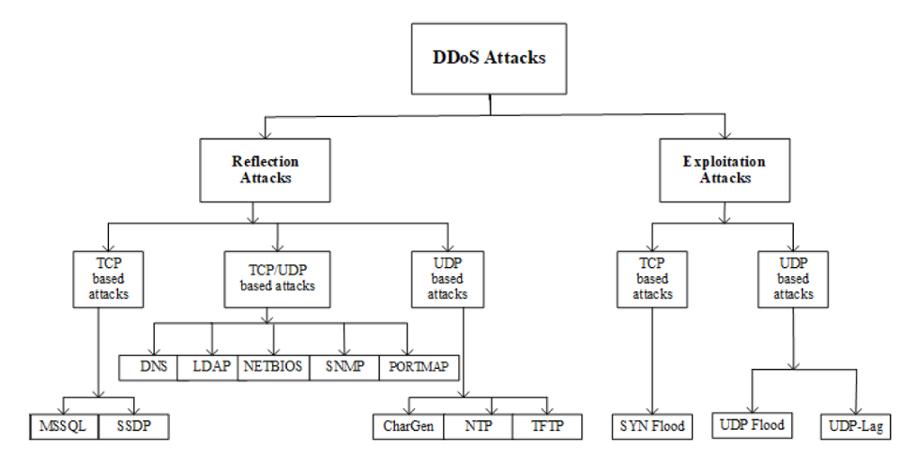 DDoS Attacks
Reflection
Attacks
Exploitation
Attacks
TCP
based
attacks
TCP/UDP
based attacks
UDP
based
attacks
TCP
based
attacks
UDP
based
attacks
DNS
LDAP
NETBIOS
SNMP
PORTMAP
MSSQL
SSDP
CharGen
NTP
TFTP
SYN Flood
UDP Flood
UDP-Lag